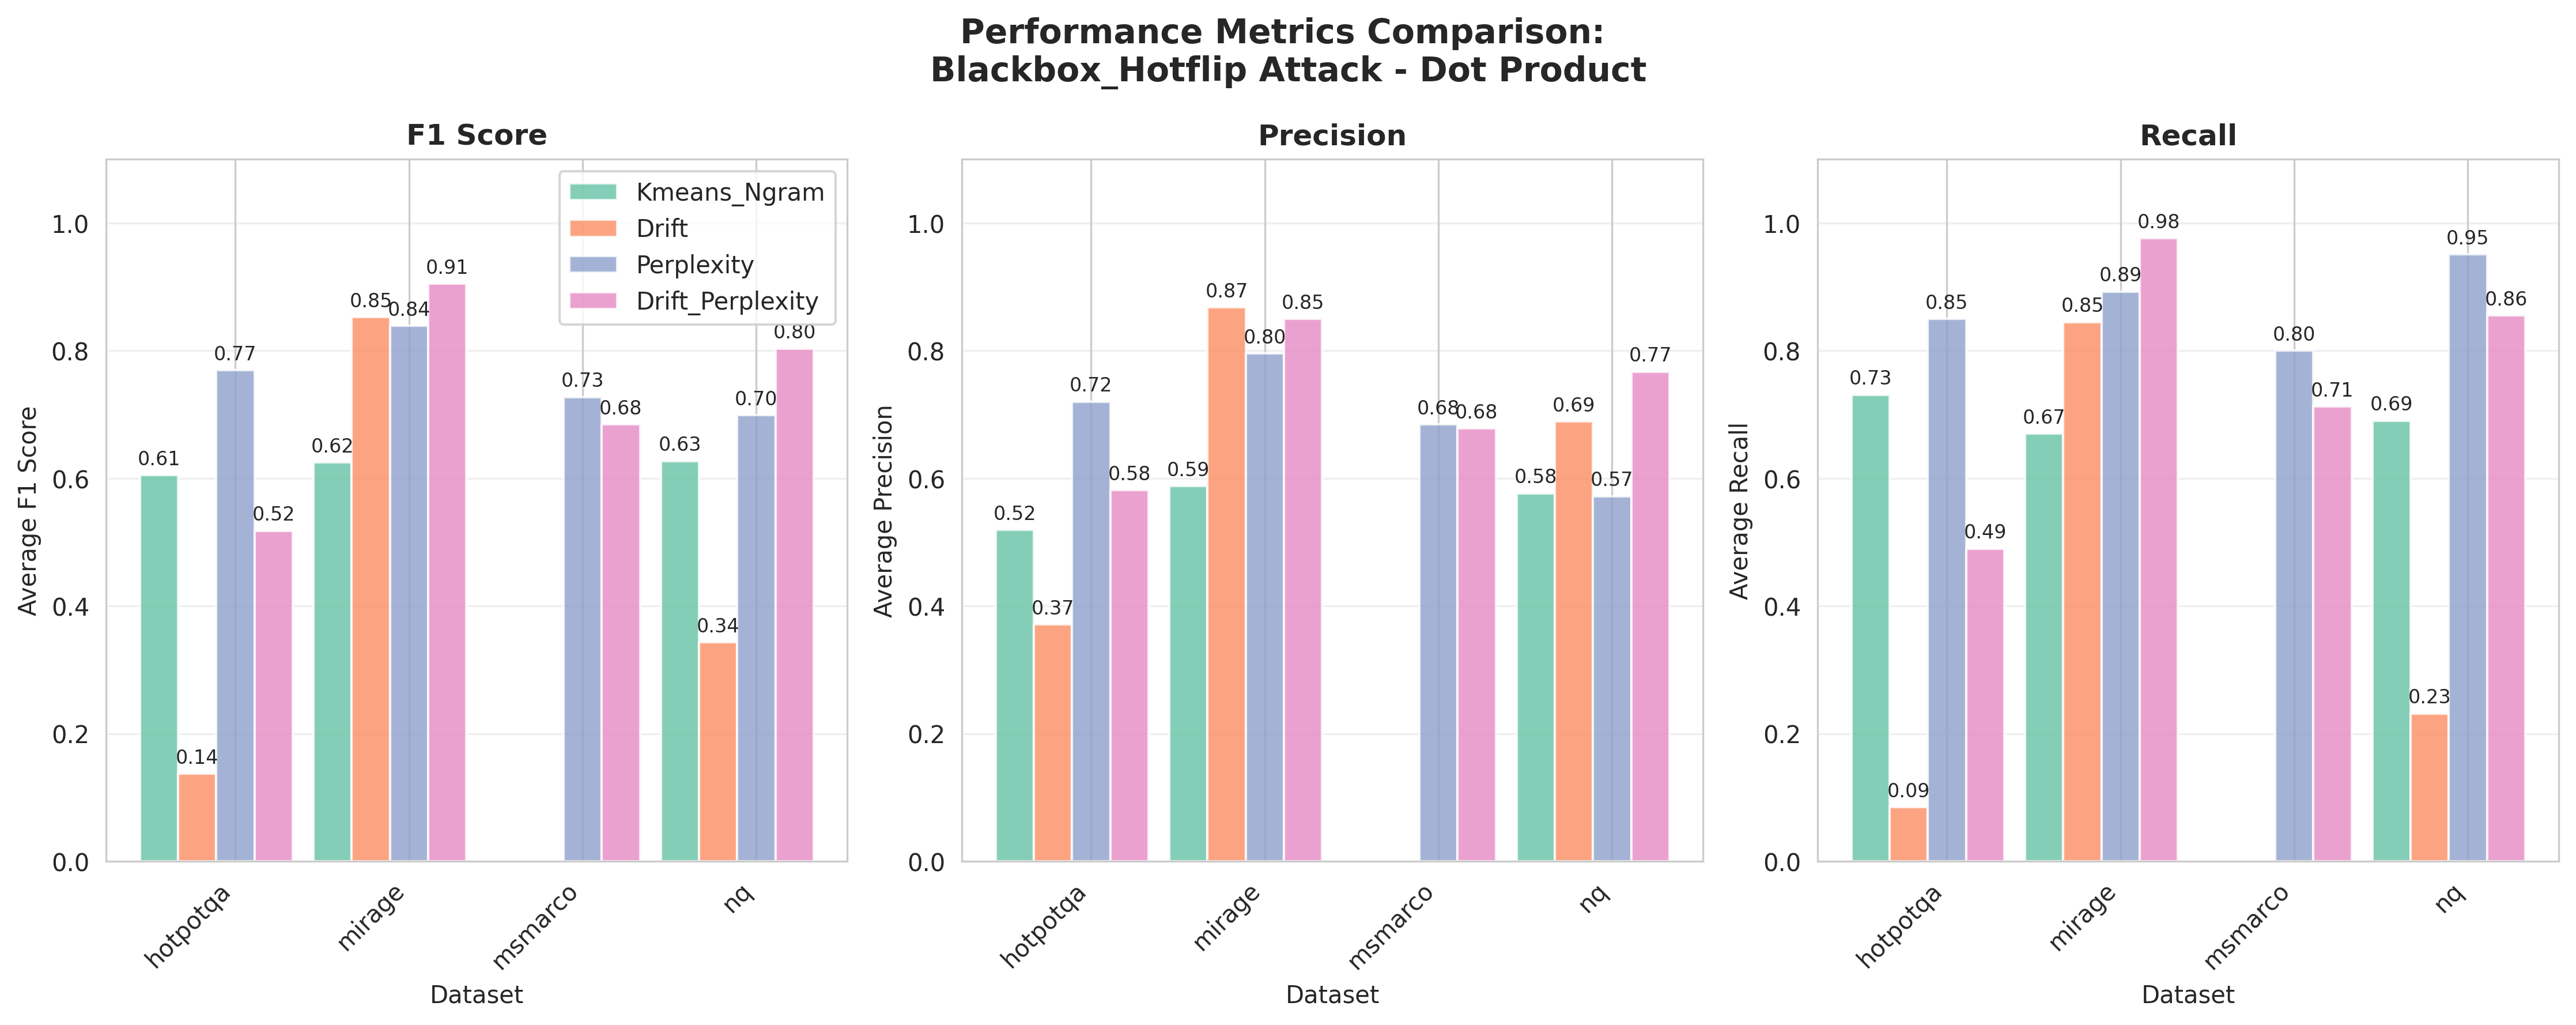 Performance Metrics Comparison:
Blackbox_Hotflip Attack - Dot Product
F1 Score
Average F1 Score
1.0
0.8
0.6
0.4
0.2
0.0
Kmeans_Ngram
Drift
Perplexity
Drift_Perplexity
0.61
0.14
0.77
0.52
0.62
0.85
0.84
0.91
0.73
0.68
0.63
0.34
0.70
0.80
hotpotqa
mirage
msmarco
nq
Dataset
Precision
Average Precision
1.0
0.8
0.6
0.4
0.2
0.0
0.52
0.37
0.72
0.58
0.59
0.87
0.80
0.85
0.68
0.68
0.58
0.69
0.57
0.77
hotpotqa
mirage
msmarco
nq
Dataset
Recall
Average Recall
1.0
0.8
0.6
0.4
0.2
0.0
0.73
0.09
0.85
0.49
0.67
0.85
0.89
0.98
0.80
0.71
0.69
0.23
0.95
0.86
hotpotqa
mirage
msmarco
nq
Dataset